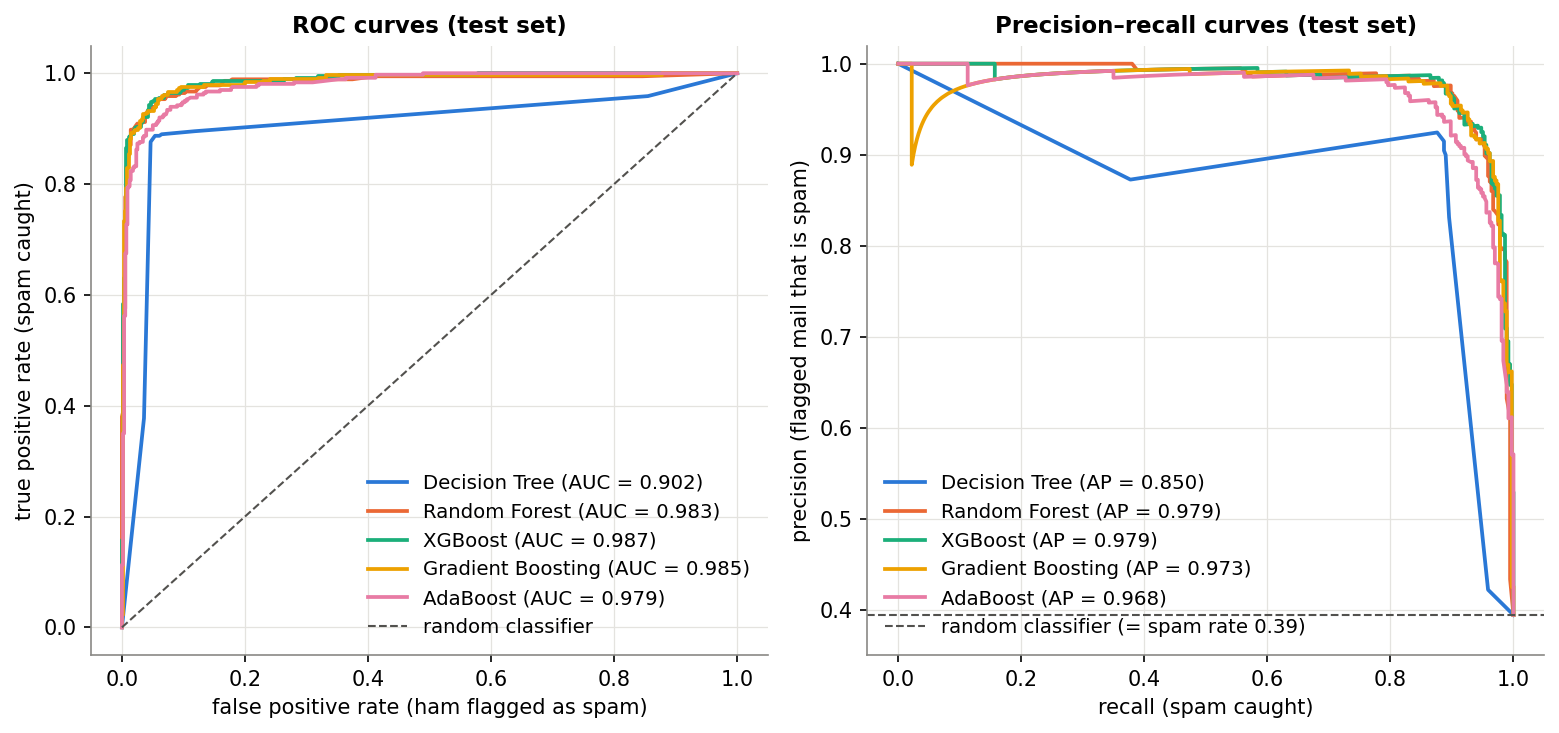 ROC curves (test set)
1.0
0.8
0.6
0.4
0.2
0.0
true positive rate (spam caught)
Decision Tree (AUC = 0.902)
Random Forest (AUC = 0.983)
XGBoost (AUC = 0.987)
Gradient Boosting (AUC = 0.985)
AdaBoost (AUC = 0.979)
random classifier
0.0 0.2 0.4 0.6 0.8 1.0
false positive rate (ham flagged as spam)
Precision–recall curves (test set)
1.0
0.9
0.8
0.7
0.6
0.5
0.4
precision (flagged mail that is spam)
Decision Tree (AP = 0.850)
Random Forest (AP = 0.979)
XGBoost (AP = 0.979)
Gradient Boosting (AP = 0.973)
AdaBoost (AP = 0.968)
random classifier (= spam rate 0.39)
0.0 0.2 0.4 0.6 0.8 1.0
recall (spam caught)